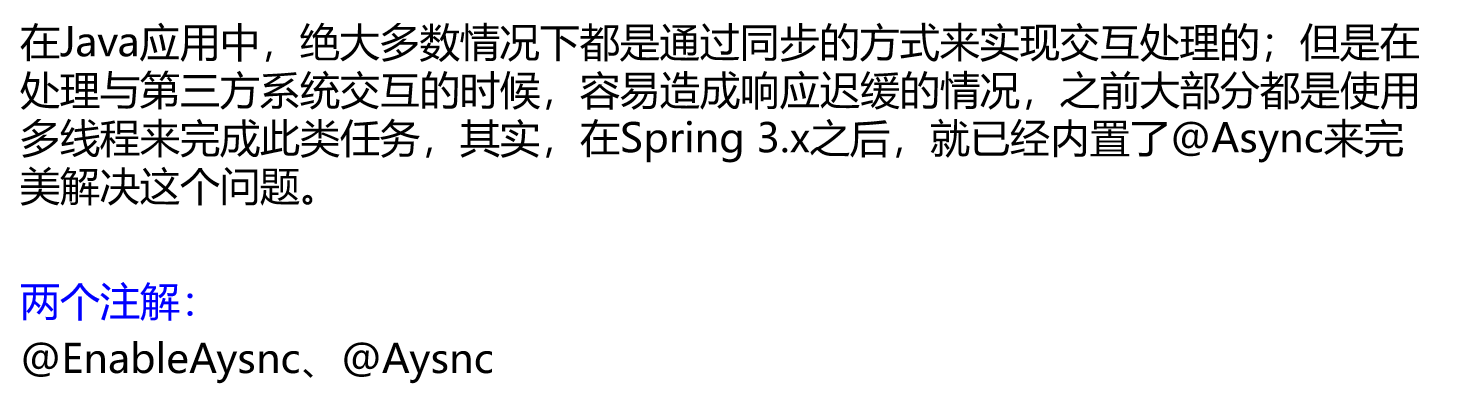 在Java应用中，绝大多数情况下都是通过同步的方式来实现交互处理的；但是在
处理与第三方系统交互的时候，容易造成响应迟缓的情况，之前大部分都是使用
多线程来完成此类任务，其实，在Spring 3.x之后，就已经内置了@Async来完
美解决这个问题。
两个注解：
@EnableAysnc、@Aysnc